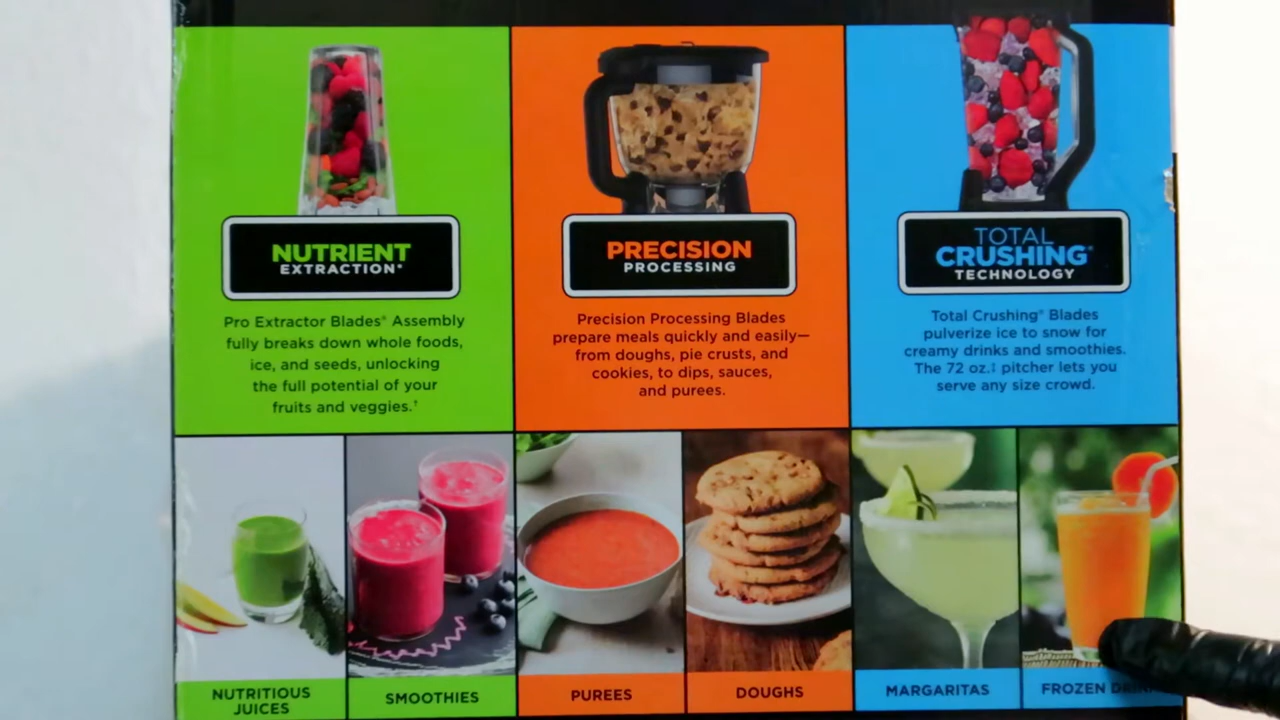 NUTRIENT
EXTRACTION*
Pro Extractor Blades® Assembly
fully breaks down whole foods,
ice, and seeds, unlocking
the full potential of your
fruits and veggies.†
PRECISION
PROCESSING
Precision Processing Blades
prepare meals quickly and easily—
from doughs, pie crusts, and
cookies, to dips, sauces,
and purees.
TOTAL
CRUSHING®
TECHNOLOGY
Total Crushing® Blades
pulverize ice to snow for
creamy drinks and smoothies.
The 72 oz.‡ pitcher lets you
serve any size crowd.
NUTRITIOUS
JUICES
SMOOTHIES
PUREES
DOUGHS
MARGARITAS
FROZEN